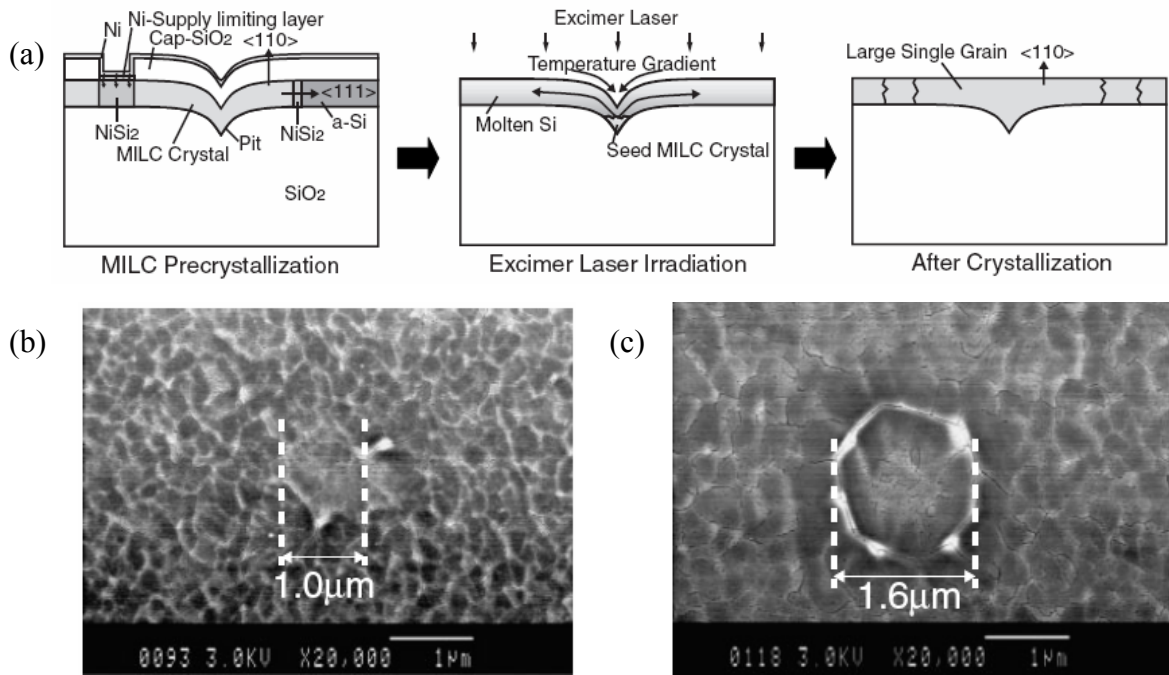 (a)
Ni
Ni-Supply limiting layer
Cap-SiO2
<110>
<111>
NiSi2
NiSi2
a-Si
MILC Crystal
Pit
SiO2
MILC Precrystallization
Excimer Laser
Temperature Gradient
Molten Si
Seed MILC Crystal
Excimer Laser Irradiation
Large Single Grain
<110>
After Crystallization
(b)
1.0μm
0093 3.0KV X20,000 1μm
(c)
1.6μm
0118 3.0KV X20,000 1μm